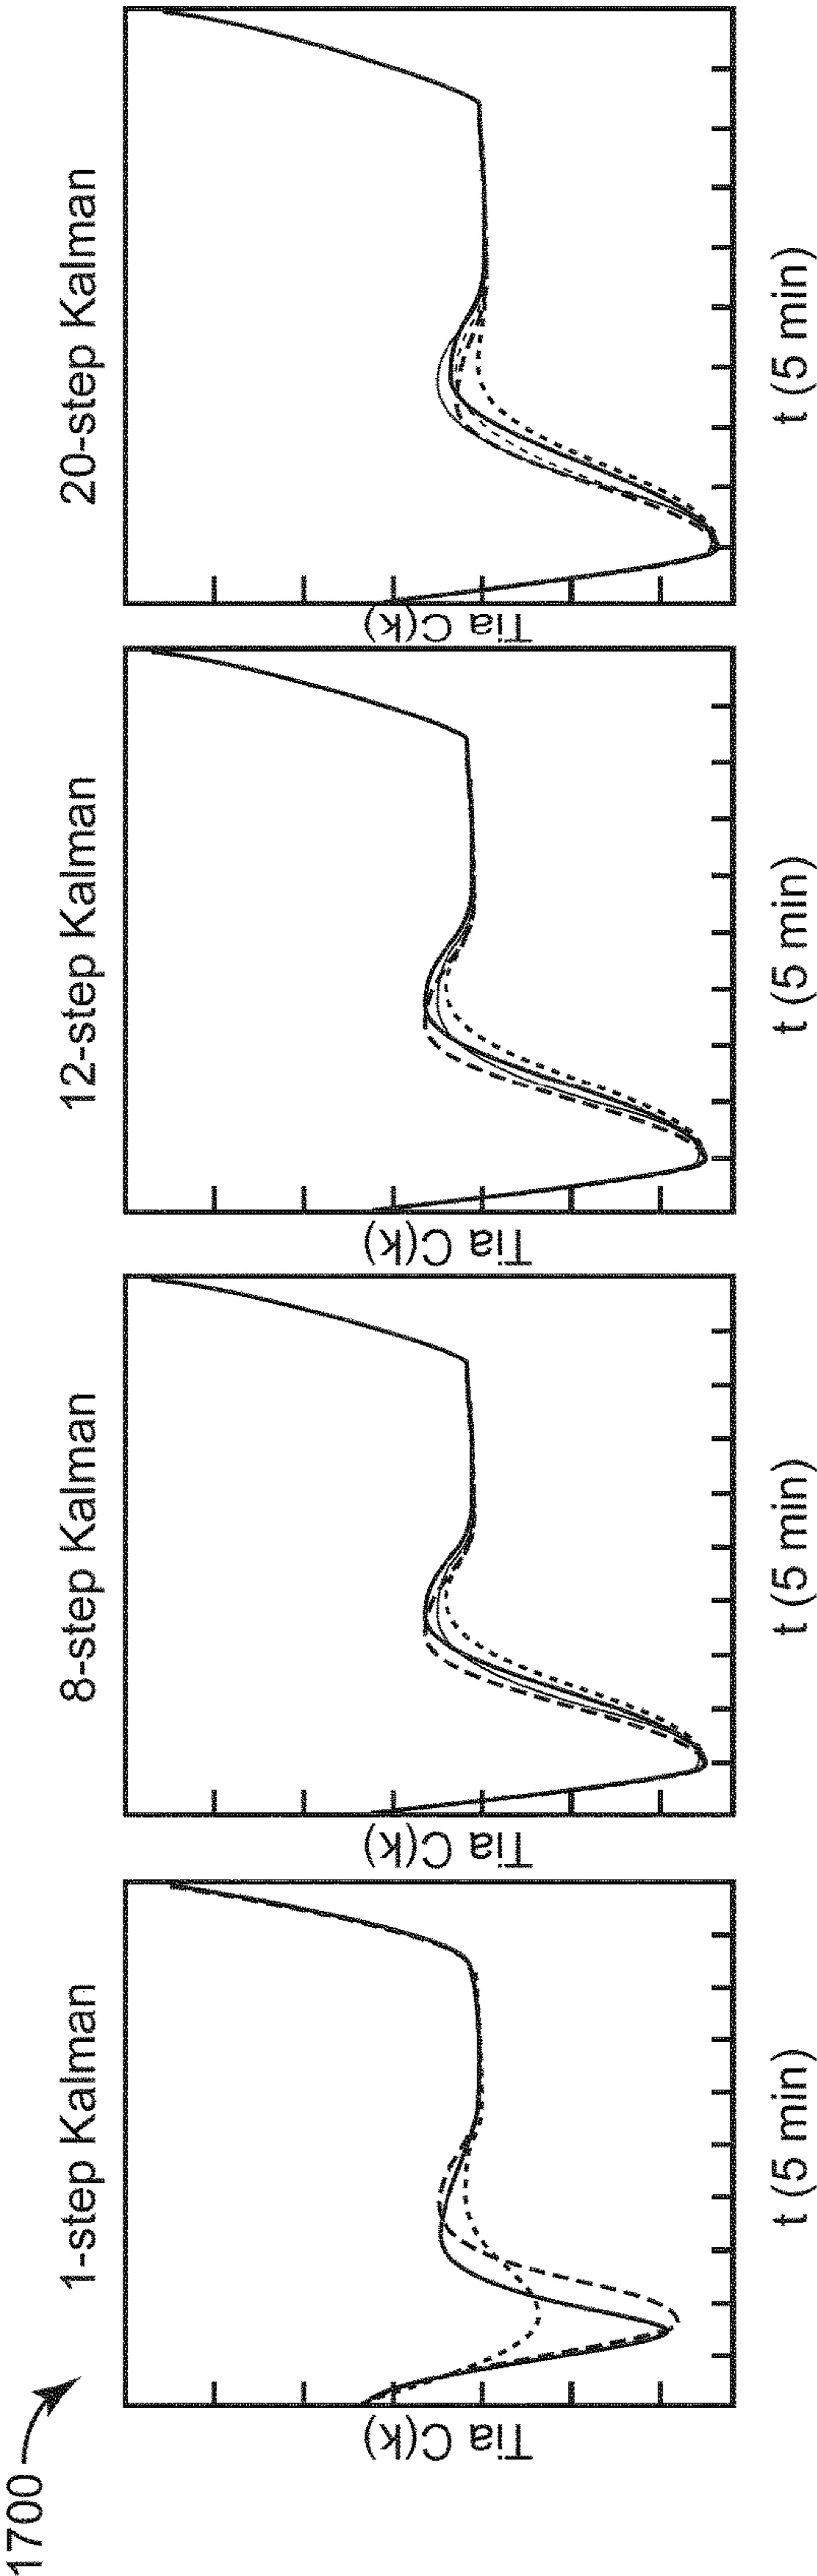 1700
1-step Kalman
Tia C(k)
t (5 min)
8-step Kalman
Tia C(k)
t (5 min)
12-step Kalman
Tia C(k)
t (5 min)
20-step Kalman
Tia C(k)
t (5 min)